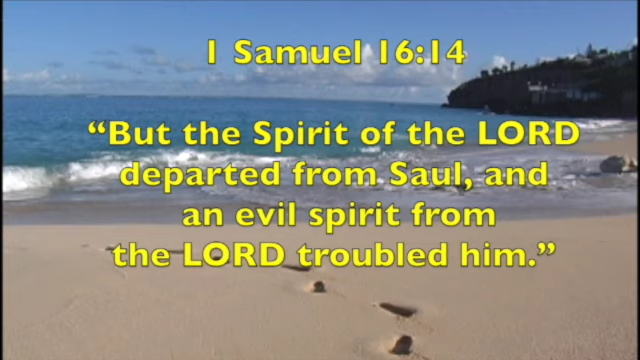 1 Samuel 16:14
“But the Spirit of the LORD
departed from Saul, and
an evil spirit from
the LORD troubled him.”